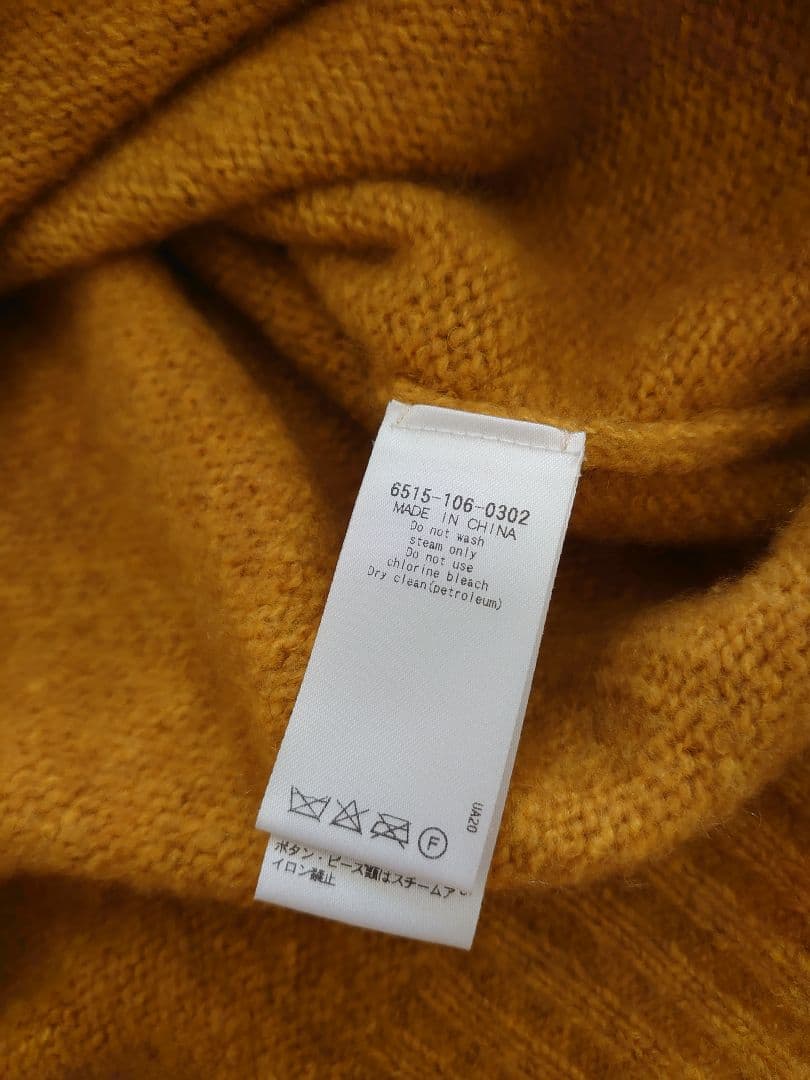 6515-106-0302
MADE IN CHINA
Do not wash
steam only
Do not use
chlorine bleach
Dry clean(petroleum)
UA20
F
ボタン・ビーズ類はスチームア
イロン禁止